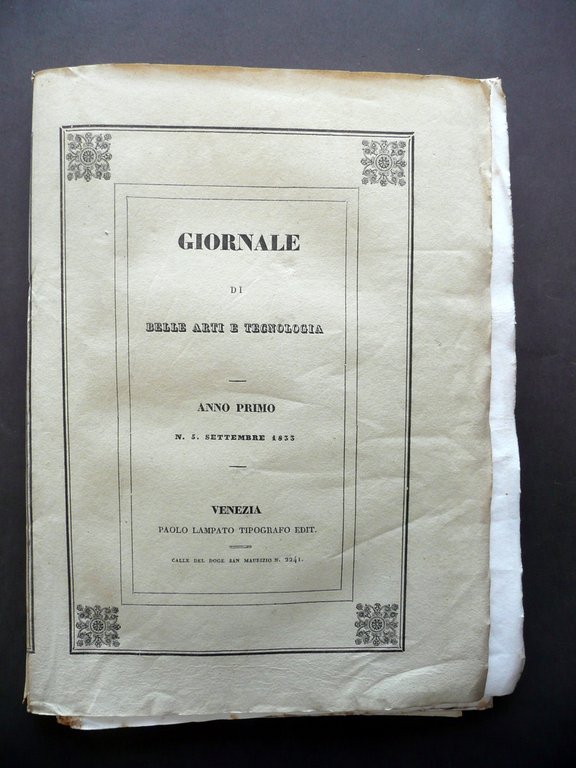 GIORNALE
DI
BELLE ARTI E TECNOLOGIA
ANNO PRIMO
N. 5. SETTEMBRE 1833
VENEZIA
PAOLO LAMPATO TIPOGRAFO EDIT.
CALLE DEL DOGE SAN MAURIZIO N. 2241.